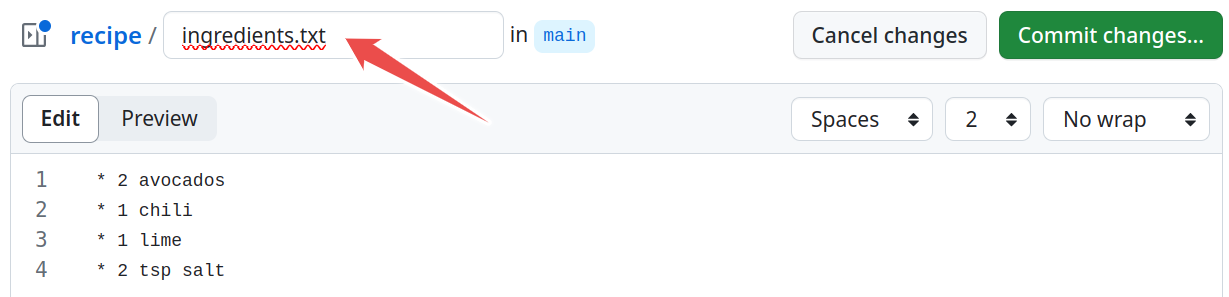 recipe / ingredients.txt in main Cancel changes Commit changes...
Edit Preview Spaces 2 No wrap
1 * 2 avocados
2 * 1 chili
3 * 1 lime
4 * 2 tsp salt